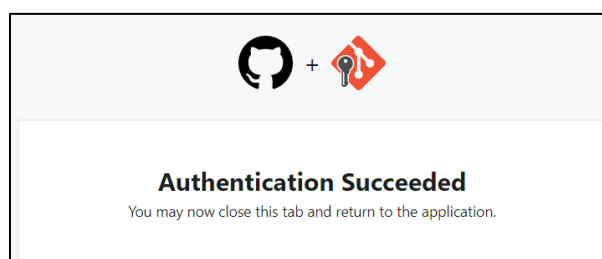 +
Authentication Succeeded
You may now close this tab and return to the application.